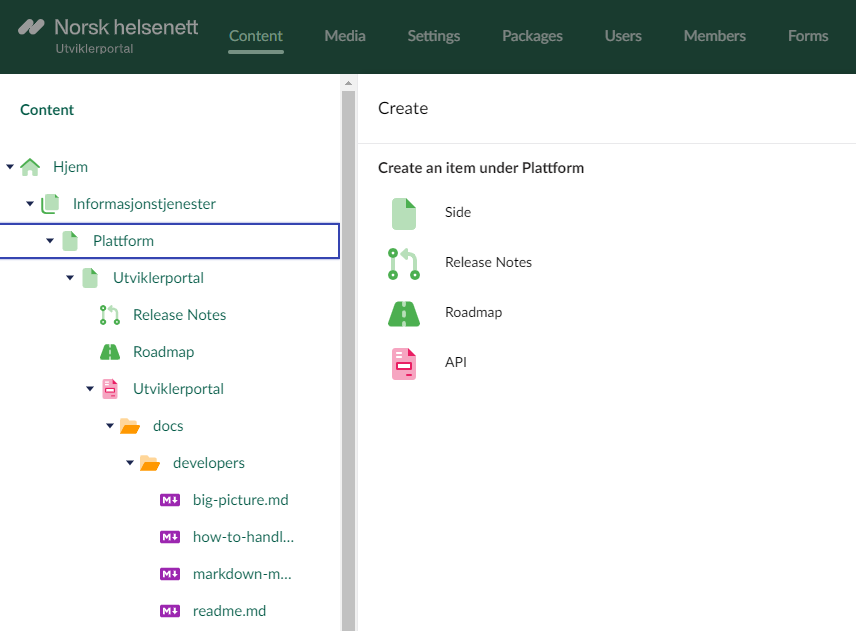 Norsk helsenett
Utviklerportal
Content Media Settings Packages Users Members Forms
Content
Hjem
Informasjonstjenester
Plattform
Utviklerportal
Release Notes
Roadmap
Utviklerportal
docs
developers
M↓ big-picture.md
M↓ how-to-handl...
M↓ markdown-m...
M↓ readme.md
Create
Create an item under Plattform
Side
Release Notes
Roadmap
API